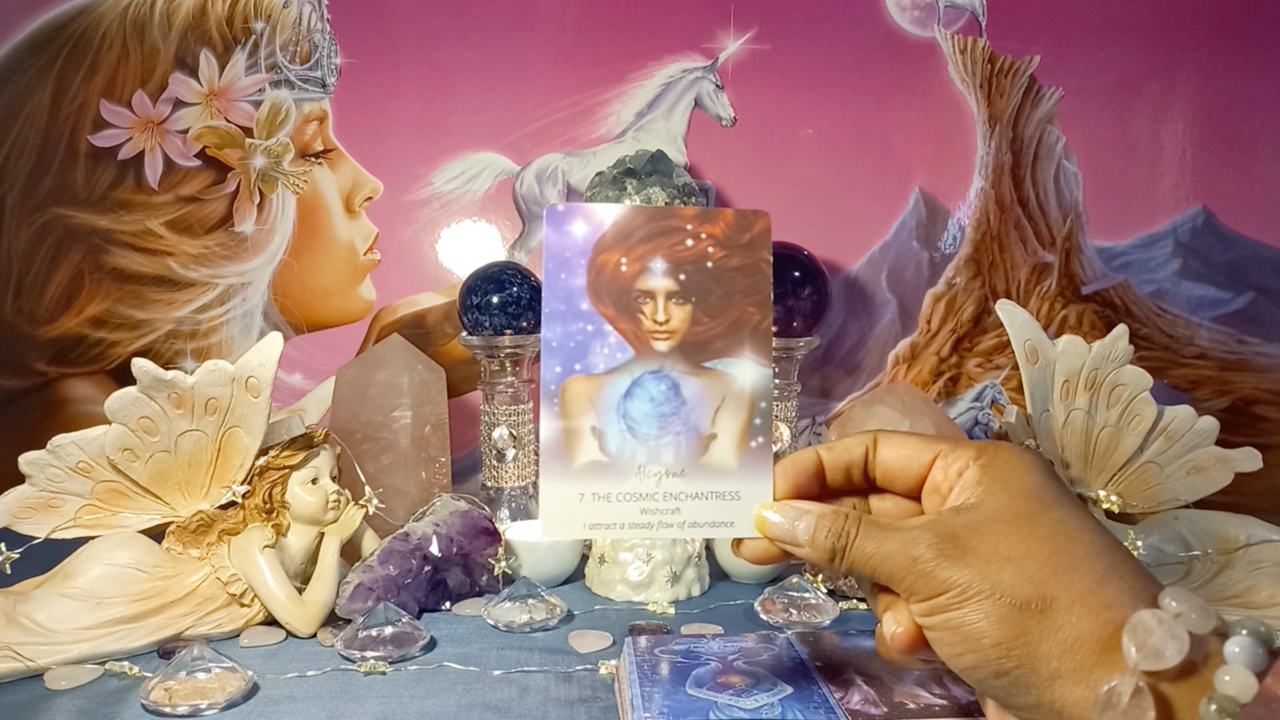 Alcyone
7. THE COSMIC ENCHANTRESS
Wishcraft
I attract a steady flow of abundance.